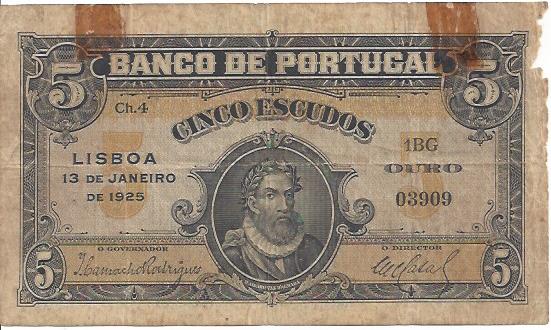 5 BANCO DE PORTUGAL 5
Ch. 4
CINCO ESCUDOS
1BG
OURO
03909
LISBOA
13 DE JANEIRO
DE 1925
O GOVERNADOR
O DIRECTOR
5
5